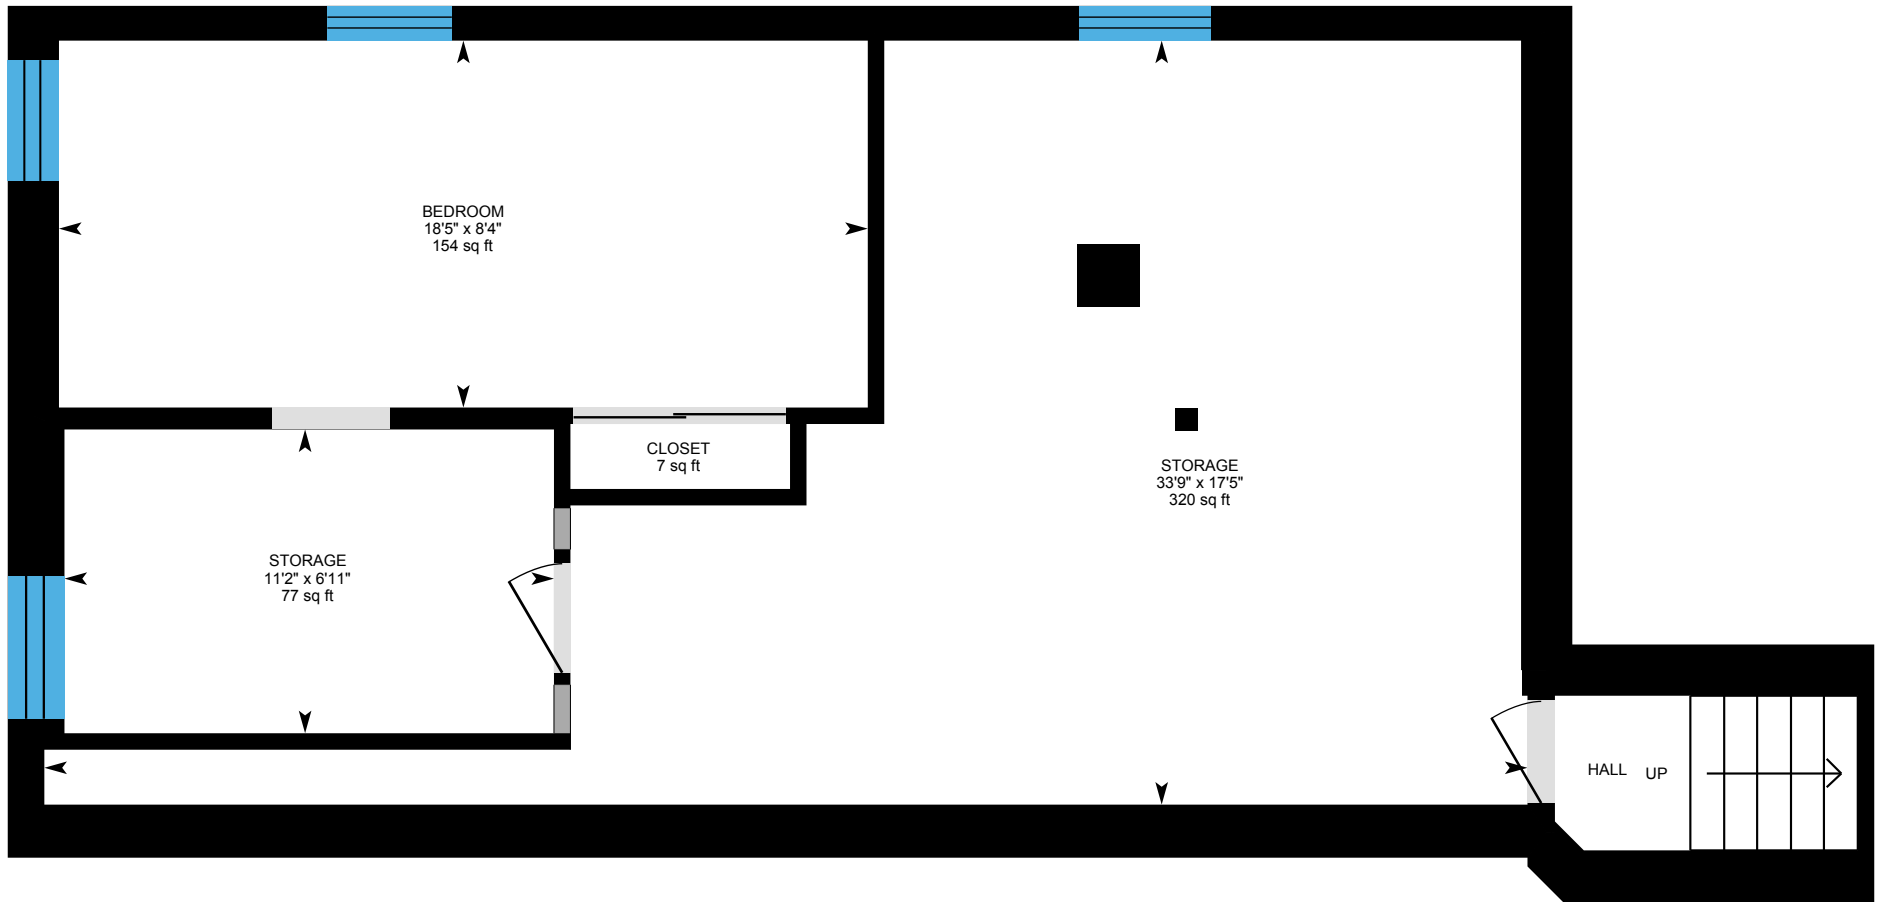 BEDROOM
18'5" x 8'4"
154 sq ft
CLOSET
7 sq ft
STORAGE
33'9" x 17'5"
320 sq ft
STORAGE
11'2" x 6'11"
77 sq ft
HALL UP